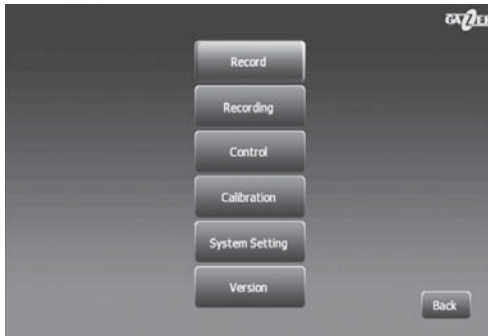 Record
Recording
Control
Calibration
System Setting
Version
Back